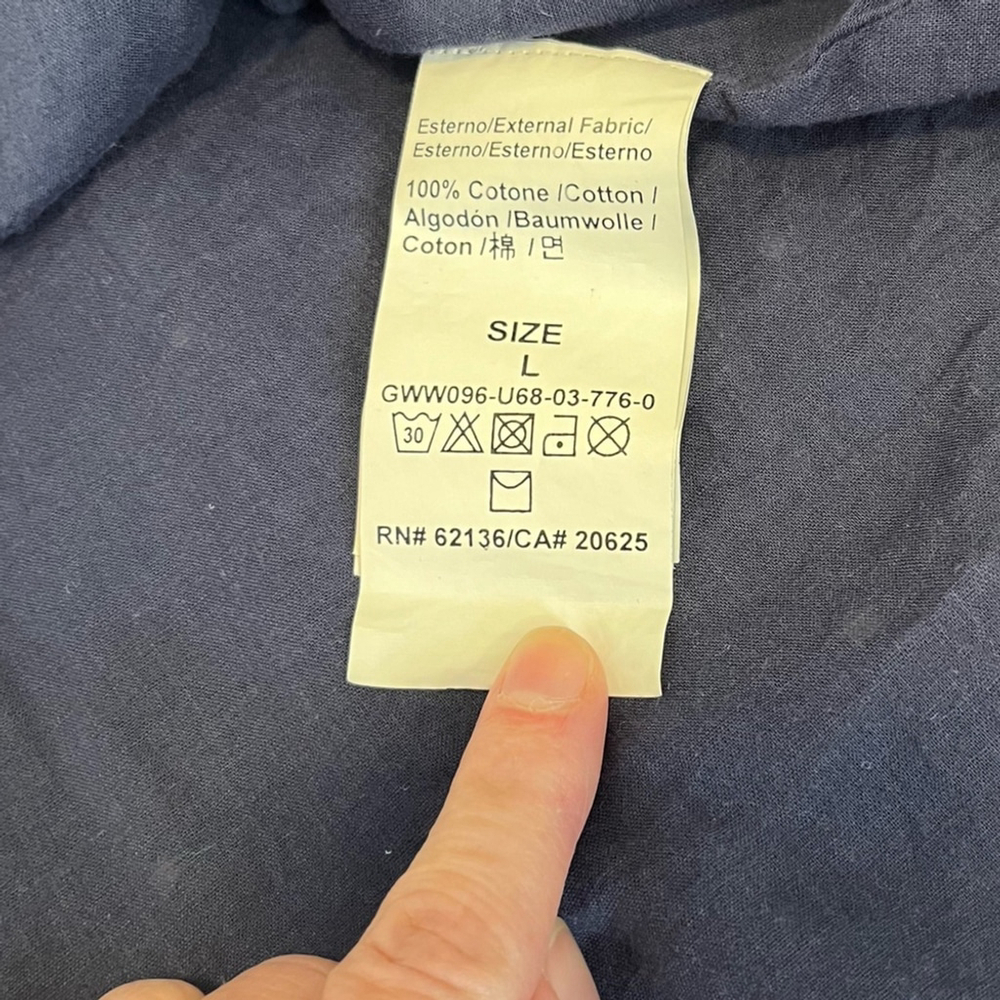 Esterno/External Fabric/
Esterno/Esterno/Esterno
100% Cotone /Cotton /
Algodón /Baumwolle /
Coton /棉 /면
SIZE
L
GWW096-U68-03-776-0
30
RN# 62136/CA# 20625